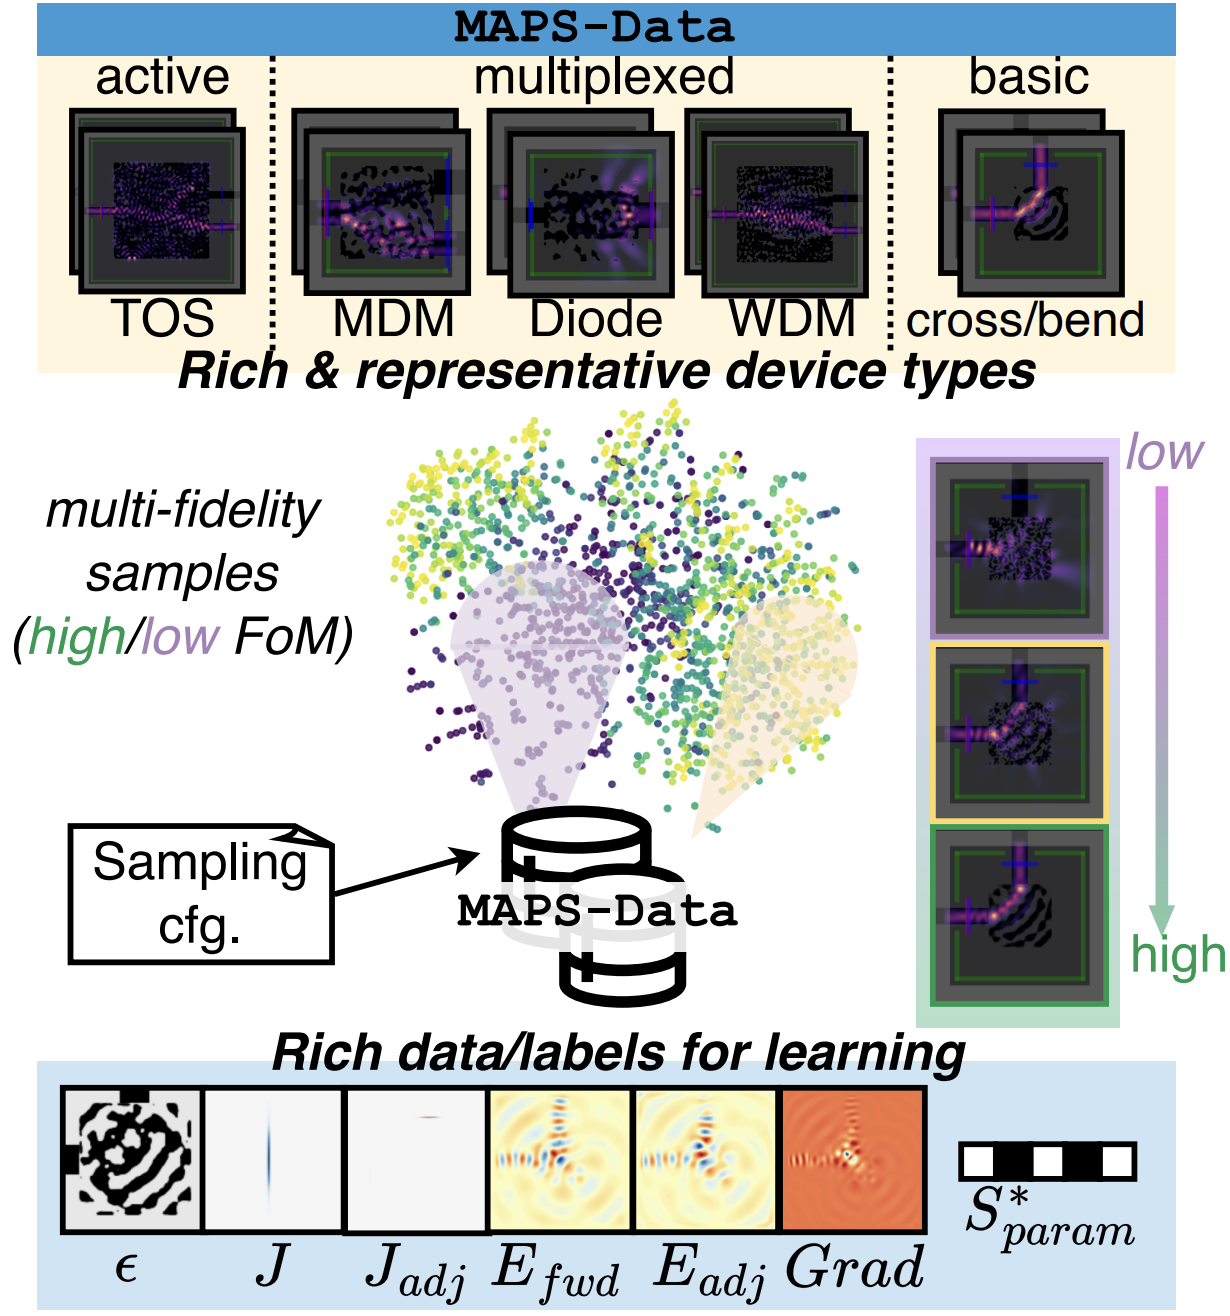 MAPS-Data
active multiplexed basic
TOS MDM Diode WDM cross/bend
Rich & representative device types
multi-fidelity
samples
(high/low FoM)
low
high
Sampling
cfg.
MAPS-Data
Rich data/labels for learning
ϵ J J_{adj} E_{fwd} E_{adj} Grad S^*_{param}